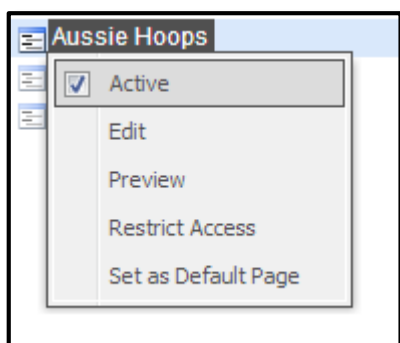 Aussie Hoops
Active
Edit
Preview
Restrict Access
Set as Default Page